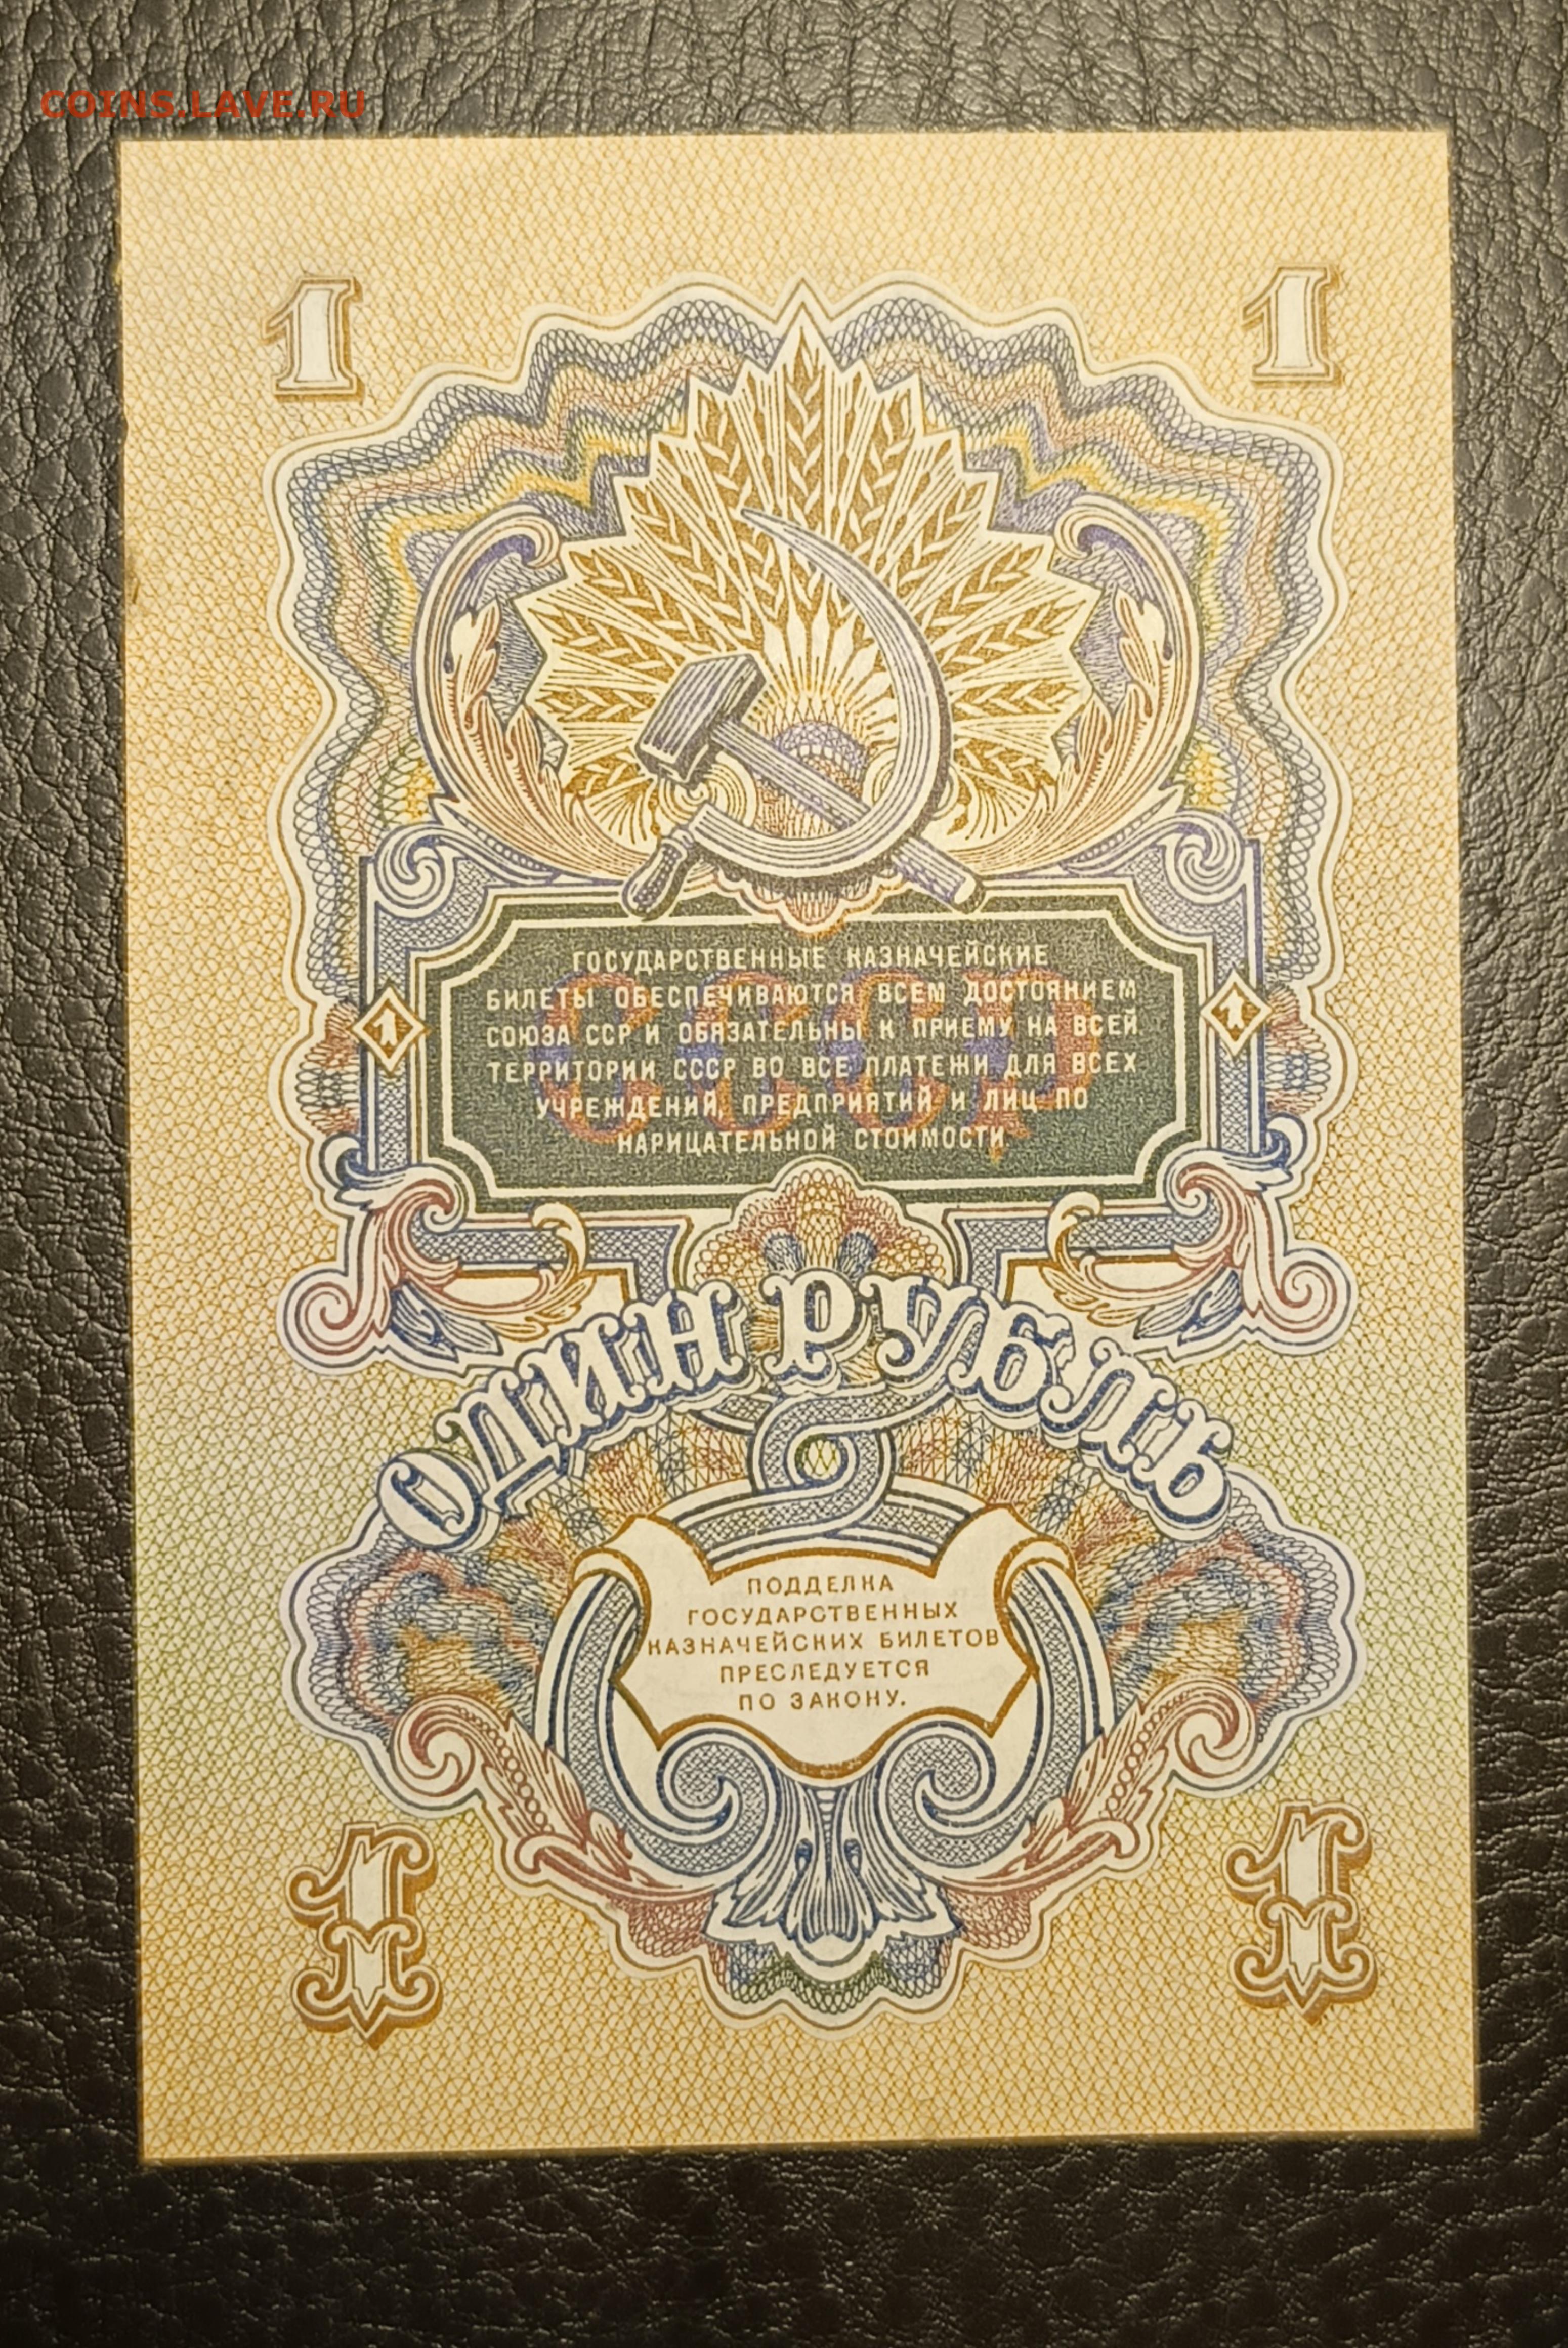 COINS.LAVE.RU
1 1
ГОСУДАРСТВЕННЫЕ КАЗНАЧЕЙСКИЕ
БИЛЕТЫ ОБЕСПЕЧИВАЮТСЯ ВСЕМ ДОСТОЯНИЕМ
СОЮЗА ССР И ОБЯЗАТЕЛЬНЫ К ПРИЕМУ НА ВСЕЙ
ТЕРРИТОРИИ СССР ВО ВСЕ ПЛАТЕЖИ ДЛЯ ВСЕХ
УЧРЕЖДЕНИЙ, ПРЕДПРИЯТИЙ И ЛИЦ ПО
НАРИЦАТЕЛЬНОЙ СТОИМОСТИ
СССР
1 1
ОДИН РУБЛЬ
ПОДДЕЛКА
ГОСУДАРСТВЕННЫХ
КАЗНАЧЕЙСКИХ БИЛЕТОВ
ПРЕСЛЕДУЕТСЯ
ПО ЗАКОНУ.
1 1